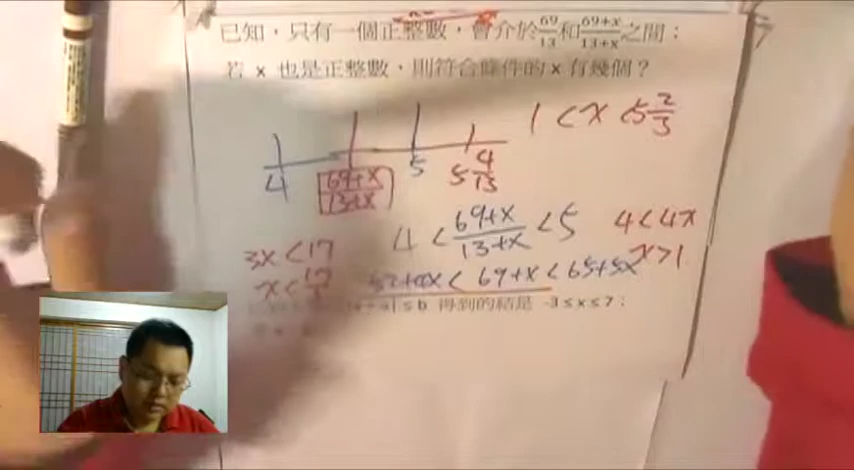 已知,只有一個正整數,會介於69/13和69+x/13+x之間:
若 x 也是正整數,則符合條件的 x 有幾個?
1 < x < 5 2/3
4 69+x/13+x 5 5 4/13
4 < 69+x/13+x < 5
4 < 4x
3x < 17
x > 1
x < 17/3
52+4x < 69+x < 65+5x
≤ b 得到的結是 -3 ≤ x ≤ 7: